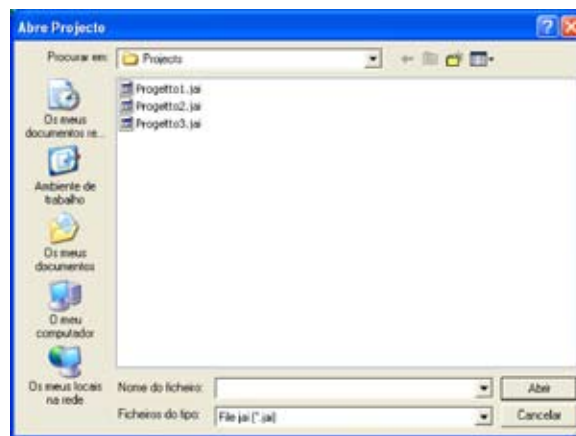 Abre Projecto
Procurar em:
Projects
Progetto1.jai
Progetto2.jai
Progetto3.jai
Os meus
documentos re...
Ambiente de
trabalho
Os meus
documentos
O meu
computador
Os meus locais
na rede
Nome do ficheiro:
Abrir
Ficheiros do tipo:
File jai (*.jai)
Cancelar